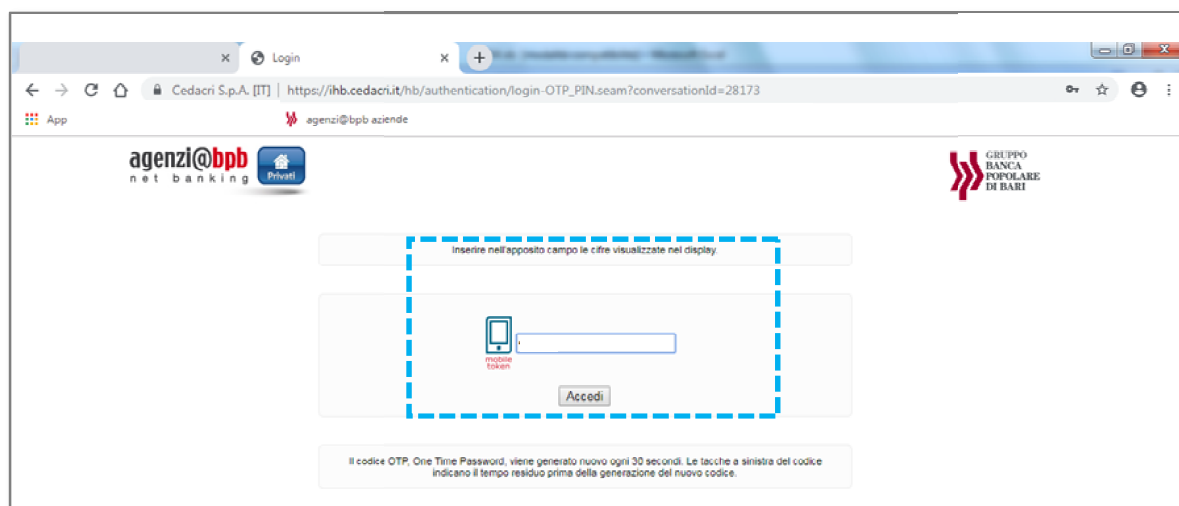 Login
Cedacri S.p.A. [IT] | https://ihb.cedacri.it/hb/authentication/login-OTP_PIN.seam?conversationId=28173
App
agenzi@bpb aziende
agenzi@bpb
net banking
Privati
GRUPPO
BANCA
POPOLARE
DI BARI
Inserire nell'apposito campo le cifre visualizzate nel display.
mobile
token
Accedi
Il codice OTP, One Time Password, viene generato nuovo ogni 30 secondi. Le tacche a sinistra del codice
indicano il tempo residuo prima della generazione del nuovo codice.